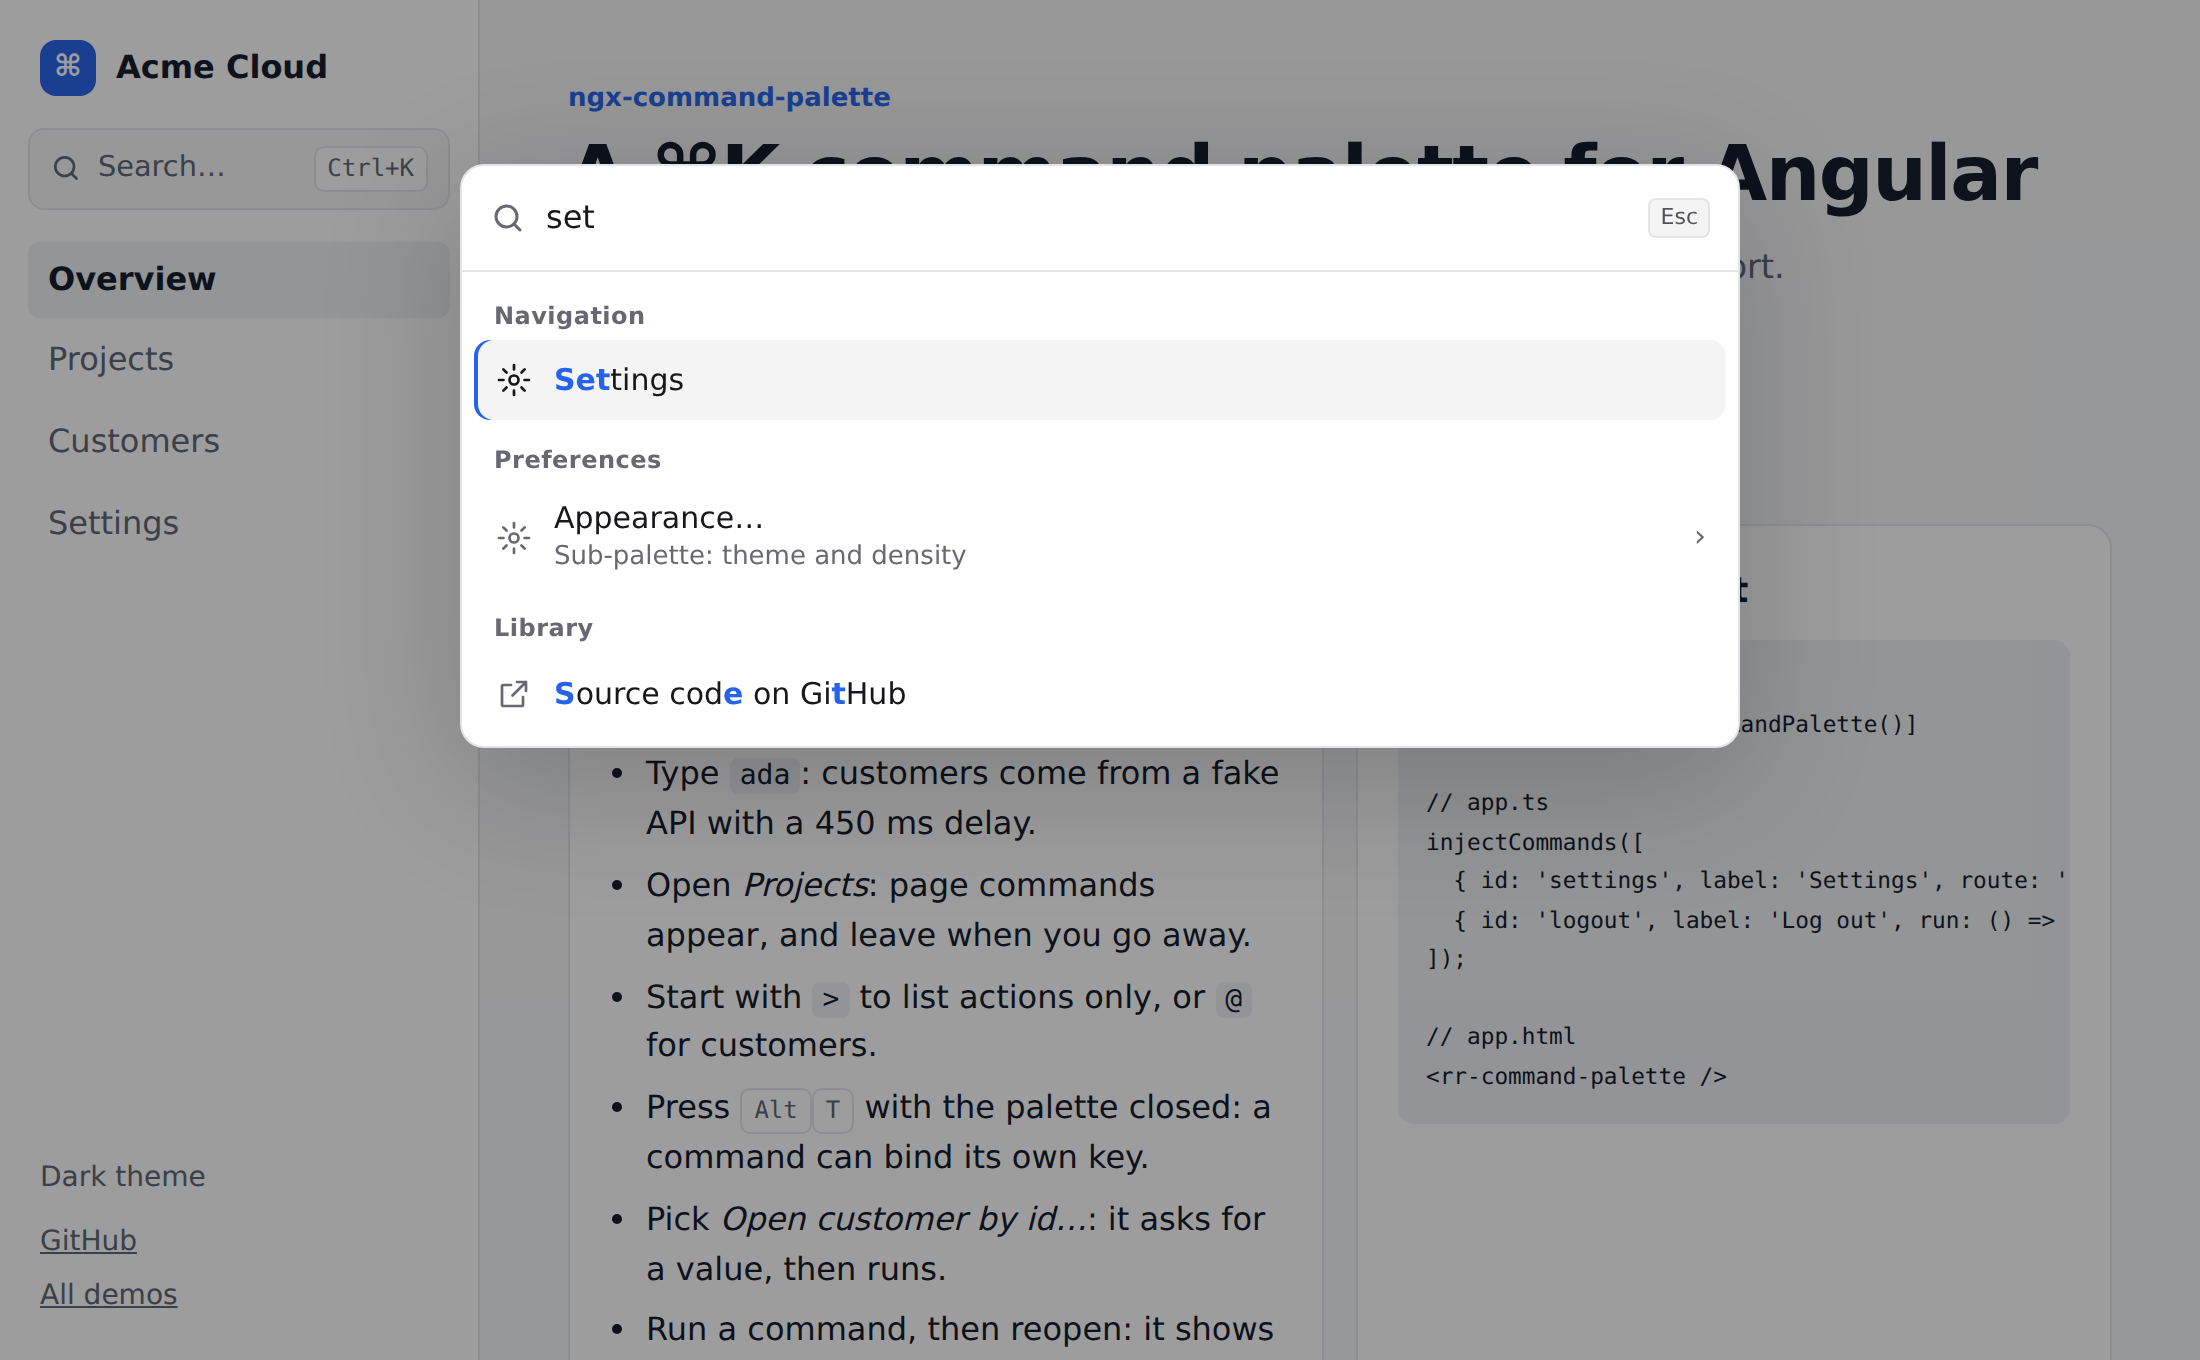 ⌘ Acme Cloud
Search... Ctrl+K
Overview
Projects
Customers
Settings
Dark theme
GitHub
All demos
ngx-command-palette
A ⌘K command palette for Angular
set Esc
Navigation
Settings
Preferences
Appearance...
Sub-palette: theme and density
›
Library
Source code on GitHub
Type ada: customers come from a fake
API with a 450 ms delay.
Open Projects: page commands
appear, and leave when you go away.
Start with > to list actions only, or @
for customers.
Press Alt T with the palette closed: a
command can bind its own key.
Pick Open customer by id...: it asks for
a value, then runs.
Run a command, then reopen: it shows
andPalette()]
// app.ts
injectCommands([
{ id: 'settings', label: 'Settings', route: '
{ id: 'logout', label: 'Log out', run: () =>
]);
// app.html
<rr-command-palette />